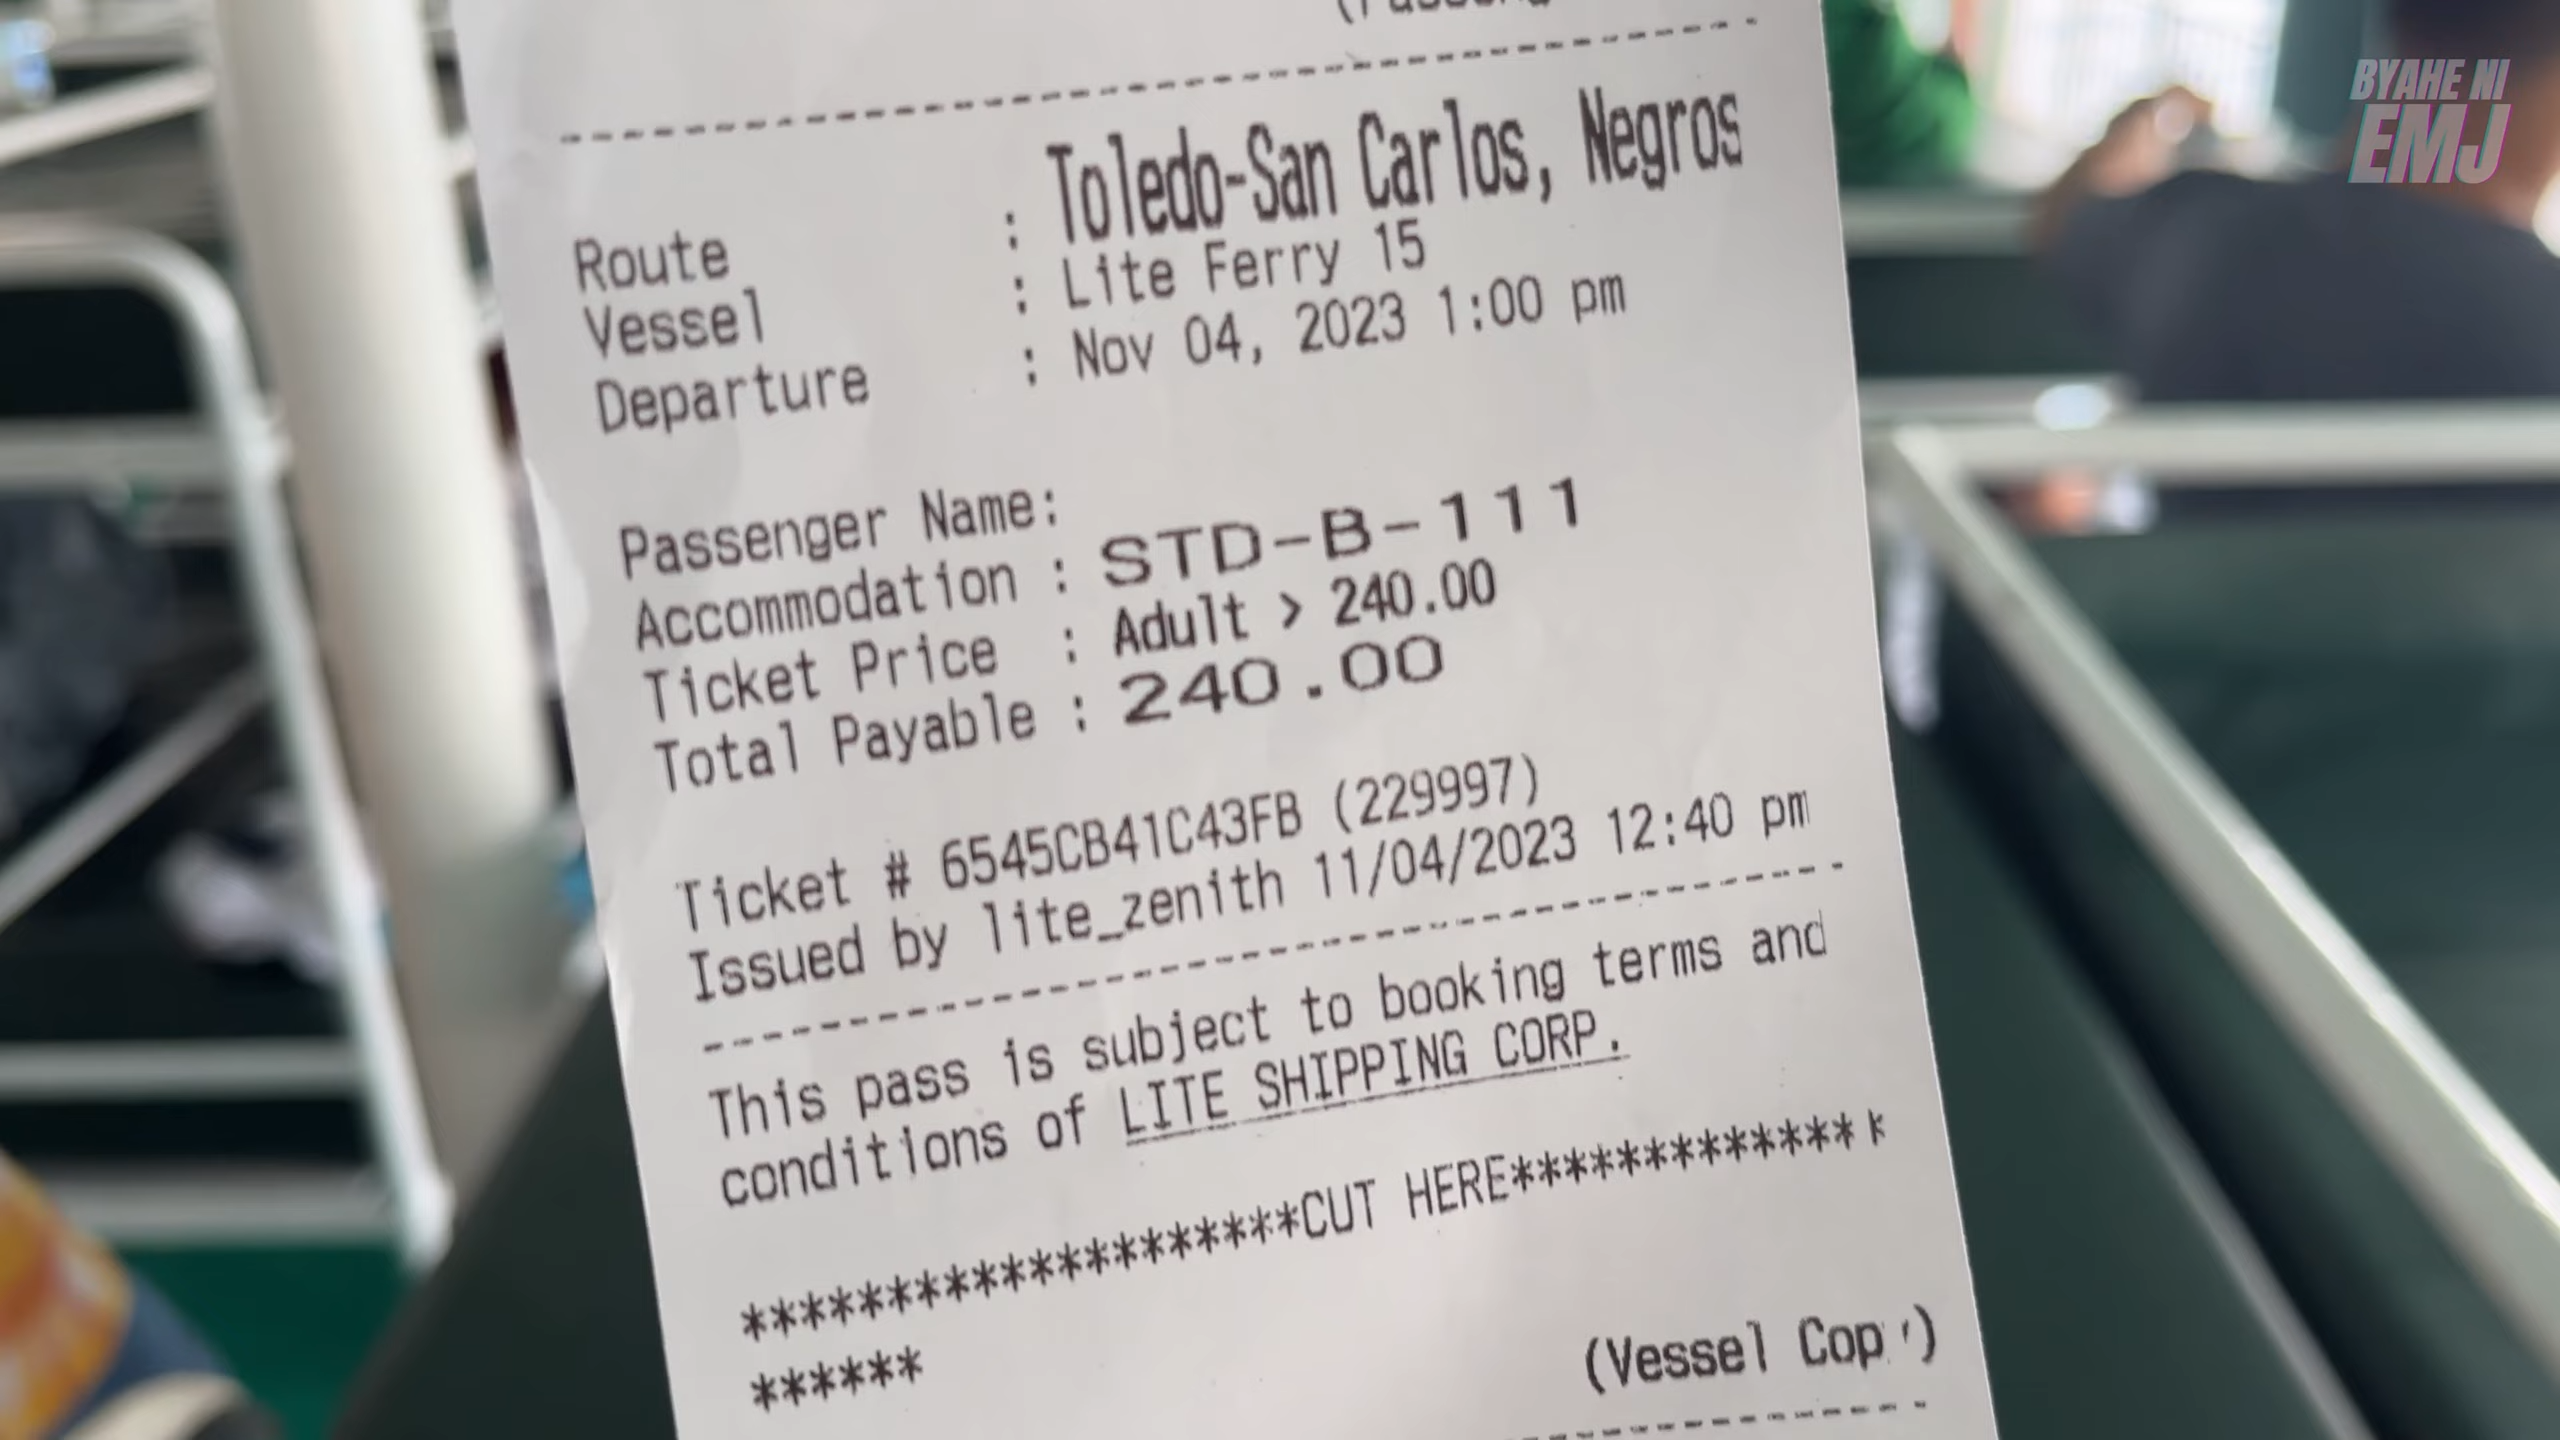 BYAHE NI
EMJ
Route : Toledo-San Carlos, Negros
Vessel : Lite Ferry 15
Departure : Nov 04, 2023 1:00 pm
Passenger Name:
Accommodation : STD-B-111
Ticket Price : Adult > 240.00
Total Payable : 240.00
Ticket # 6545CB41C43FB (229997)
Issued by lite_zenith 11/04/2023 12:40 pm
This pass is subject to booking terms and
conditions of LITE SHIPPING CORP.
********************CUT HERE*************
******
(Vessel Copy)